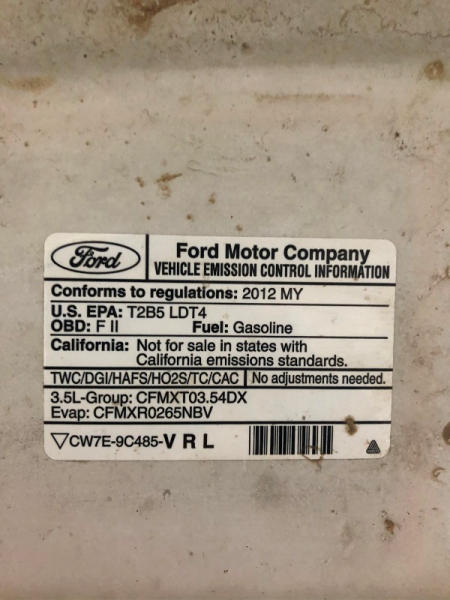 Ford
Ford Motor Company
VEHICLE EMISSION CONTROL INFORMATION
Conforms to regulations: 2012 MY
U.S. EPA: T2B5 LDT4
OBD: F II Fuel: Gasoline
California: Not for sale in states with
California emissions standards.
TWC/DGI/HAFS/HO2S/TC/CAC No adjustments needed.
3.5L-Group: CFMXT03.54DX
Evap: CFMXR0265NBV
CW7E-9C485-V R L